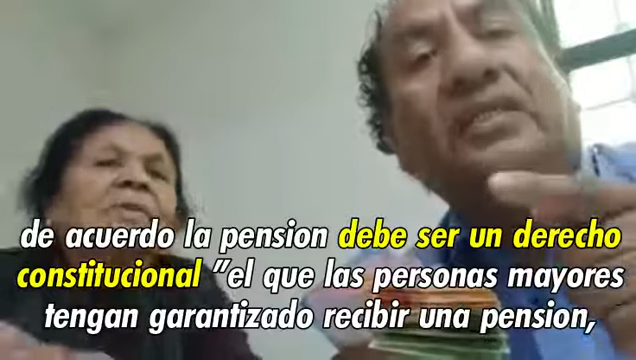 de acuerdo la pension debe ser un derecho
constitucional "el que las personas mayores
tengan garantizado recibir una pension,